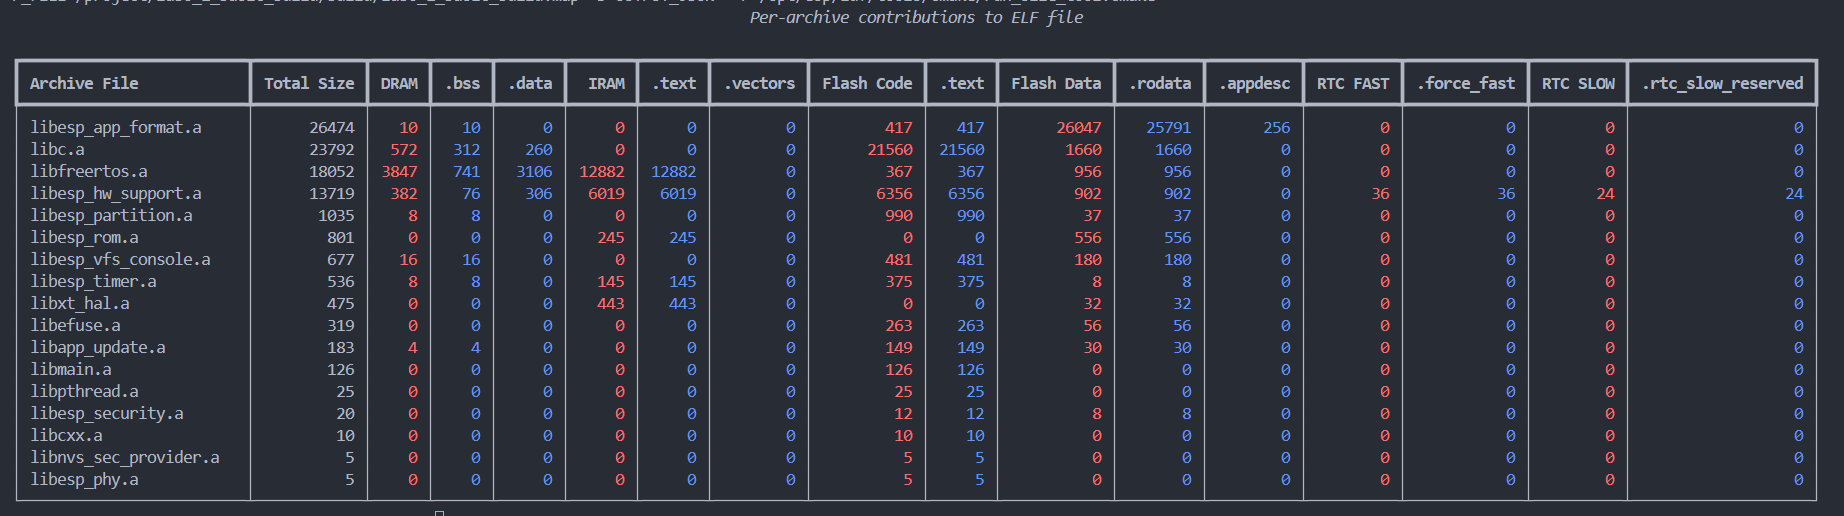 Per-archive contributions to ELF file
Archive File Total Size DRAM .bss .data IRAM .text .vectors Flash Code .text Flash Data .rodata .appdesc RTC FAST .force_fast RTC SLOW .rtc_slow_reserved
libesp_app_format.a 26474 10 10 0 0 0 0 417 417 26047 25791 256 0 0 0 0
libc.a 23792 572 312 260 0 0 0 21560 21560 1660 1660 0 0 0 0 0
libfreertos.a 18052 3847 741 3106 12882 12882 0 367 367 956 956 0 0 0 0 0
libesp_hw_support.a 13719 382 76 306 6019 6019 0 6356 6356 902 902 0 36 36 24 24
libesp_partition.a 1035 8 8 0 0 0 0 990 990 37 37 0 0 0 0 0
libesp_rom.a 801 0 0 0 245 245 0 0 0 556 556 0 0 0 0 0
libesp_vfs_console.a 677 16 16 0 0 0 0 481 481 180 180 0 0 0 0 0
libesp_timer.a 536 8 8 0 145 145 0 375 375 8 8 0 0 0 0 0
libxt_hal.a 475 0 0 0 443 443 0 0 0 32 32 0 0 0 0 0
libefuse.a 319 0 0 0 0 0 0 263 263 56 56 0 0 0 0 0
libapp_update.a 183 4 4 0 0 0 0 149 149 30 30 0 0 0 0 0
libmain.a 126 0 0 0 0 0 0 126 126 0 0 0 0 0 0 0
libpthread.a 25 0 0 0 0 0 0 25 25 0 0 0 0 0 0 0
libesp_security.a 20 0 0 0 0 0 0 12 12 8 8 0 0 0 0 0
libcxx.a 10 0 0 0 0 0 0 10 10 0 0 0 0 0 0 0
libnvs_sec_provider.a 5 0 0 0 0 0 0 5 5 0 0 0 0 0 0 0
libesp_phy.a 5 0 0 0 0 0 0 5 5 0 0 0 0 0 0 0